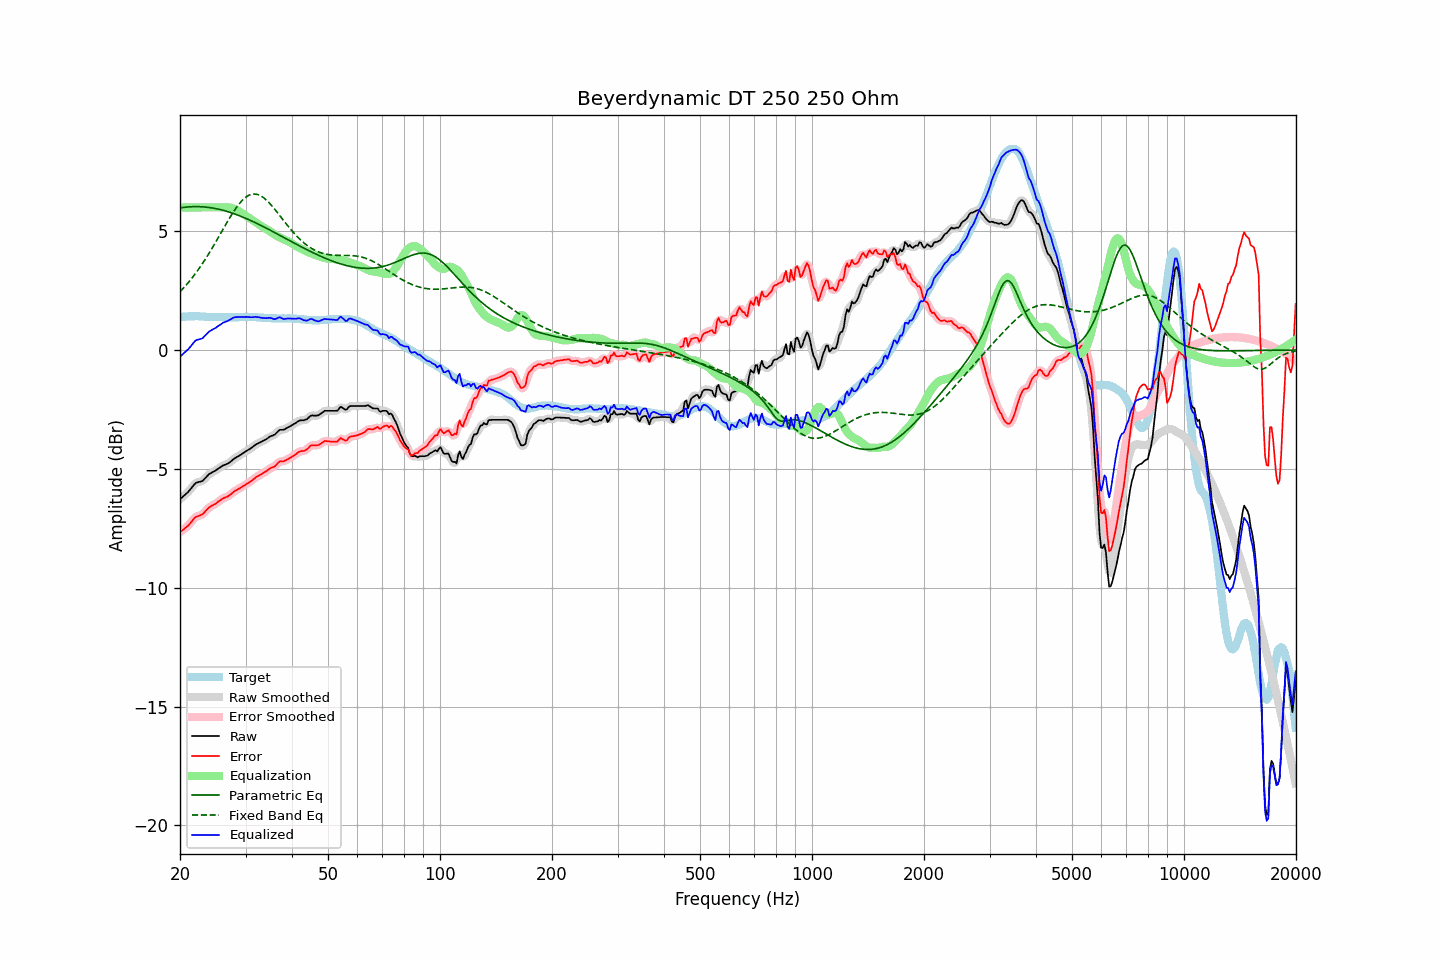 Beyerdynamic DT 250 250 Ohm
Amplitude (dBr)
5
0
−5
−10
−15
−20
Target
Raw Smoothed
Error Smoothed
Raw
Error
Equalization
Parametric Eq
Fixed Band Eq
Equalized
20 50 100 200 500 1000 2000 5000 10000 20000
Frequency (Hz)